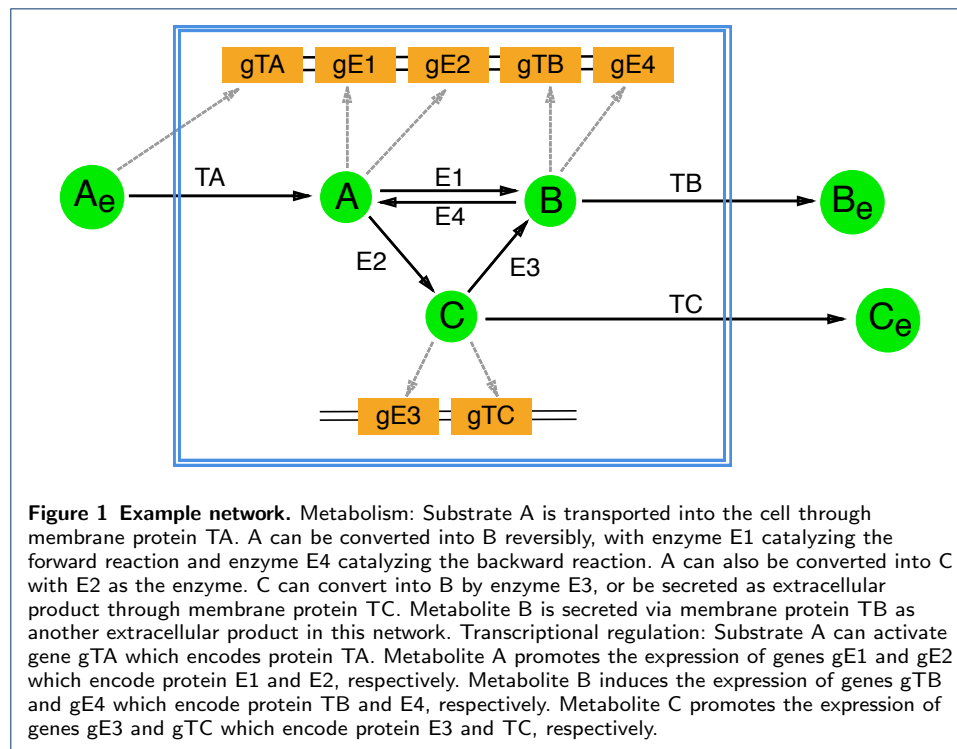 gTA gE1 gE2 gTB gE4
Ae TA A E1 B TB Be
E4
E2 E3
C TC Ce
gE3 gTC
Figure 1 Example network. Metabolism: Substrate A is transported into the cell through
membrane protein TA. A can be converted into B reversibly, with enzyme E1 catalyzing the
forward reaction and enzyme E4 catalyzing the backward reaction. A can also be converted into C
with E2 as the enzyme. C can convert into B by enzyme E3, or be secreted as extracellular
product through membrane protein TC. Metabolite B is secreted via membrane protein TB as
another extracellular product in this network. Transcriptional regulation: Substrate A can activate
gene gTA which encodes protein TA. Metabolite A promotes the expression of genes gE1 and gE2
which encode protein E1 and E2, respectively. Metabolite B induces the expression of genes gTB
and gE4 which encode protein TB and E4, respectively. Metabolite C promotes the expression of
genes gE3 and gTC which encode protein E3 and TC, respectively.